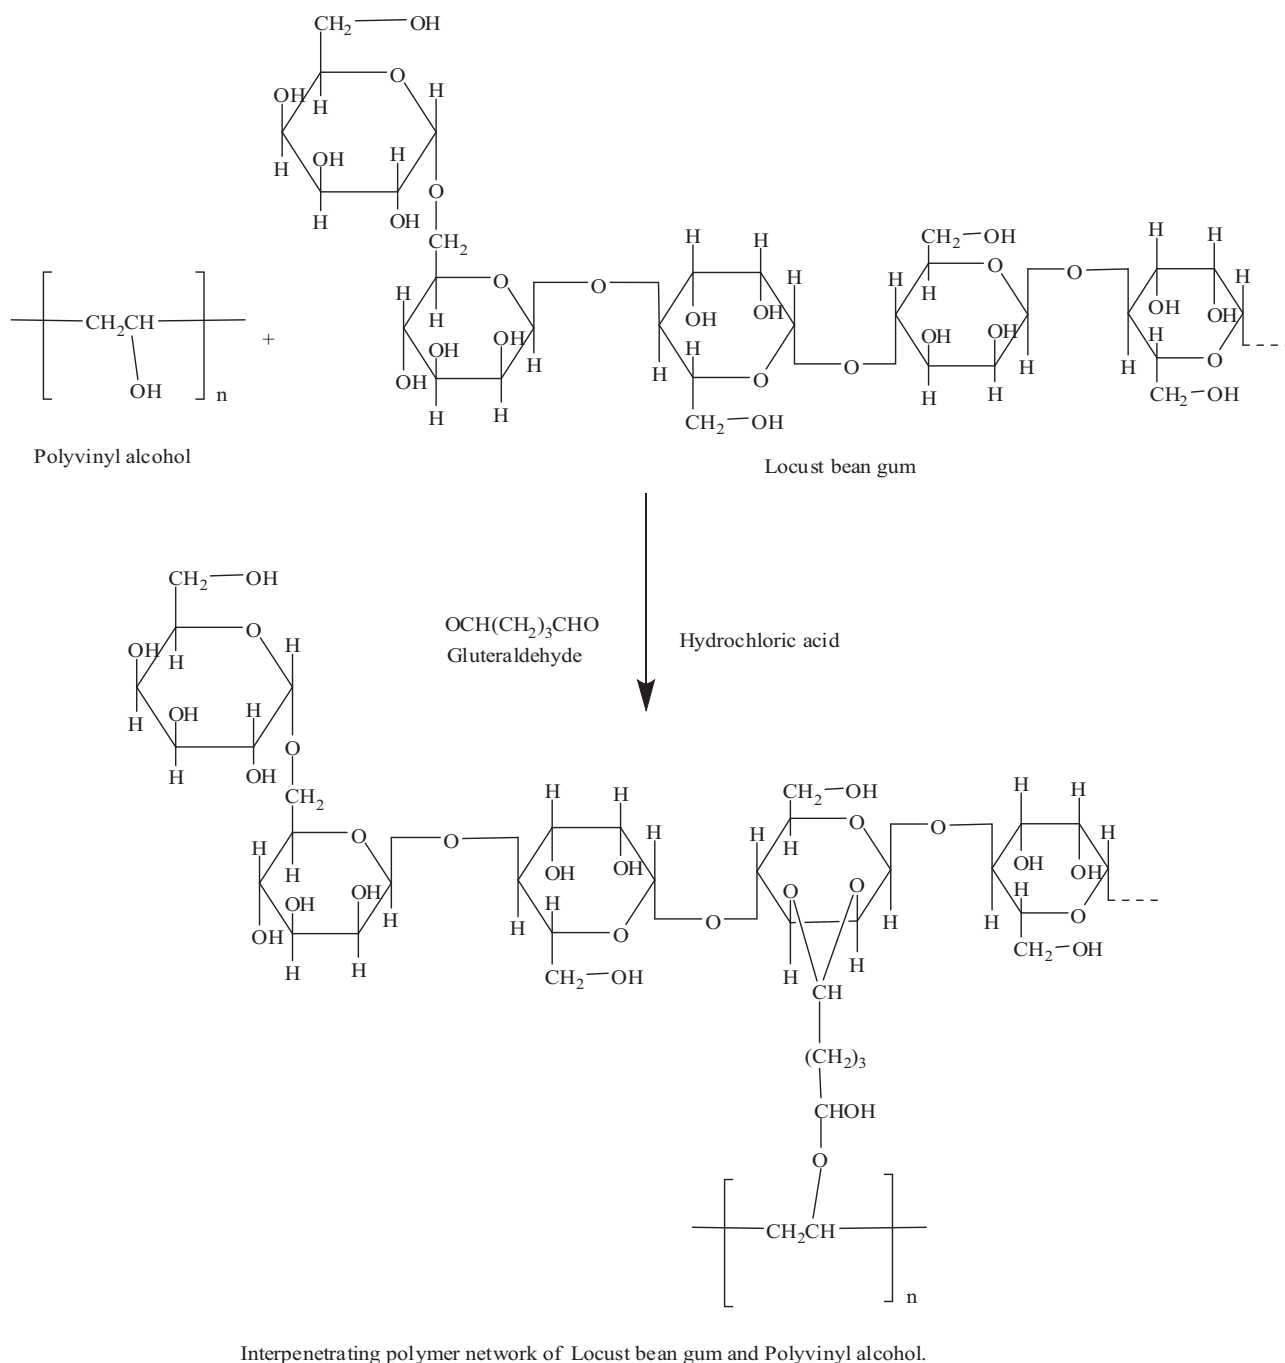 CH₂ OH
O
OH H
H
OH H
H
O
H OH
CH₂ H H CH₂ OH H H
O O H O O H
H H H
CH₂CH H OH OH OH OH
+ OH OH H OH OH H
H H O O H H O
OH n OH H H CH₂ OH
H H CH₂ OH
Polyvinyl alcohol
Locust bean gum
CH₂ OH
OCH(CH₂)₃CHO
Gluteraldehyde
Hydrochloric acid
O H
OH H
OH H
H
O
H OH
CH₂ H H CH₂ OH H H
O O H H O O H
H H H
OH OH OH OH O O OH OH
H H H H H O
OH H O O H H CH₂ OH
H H CH₂ OH CH
(CH₂)₃
CHOH
O
CH₂CH
n
Interpenetrating polymer network of Locust bean gum and Polyvinyl alcohol.